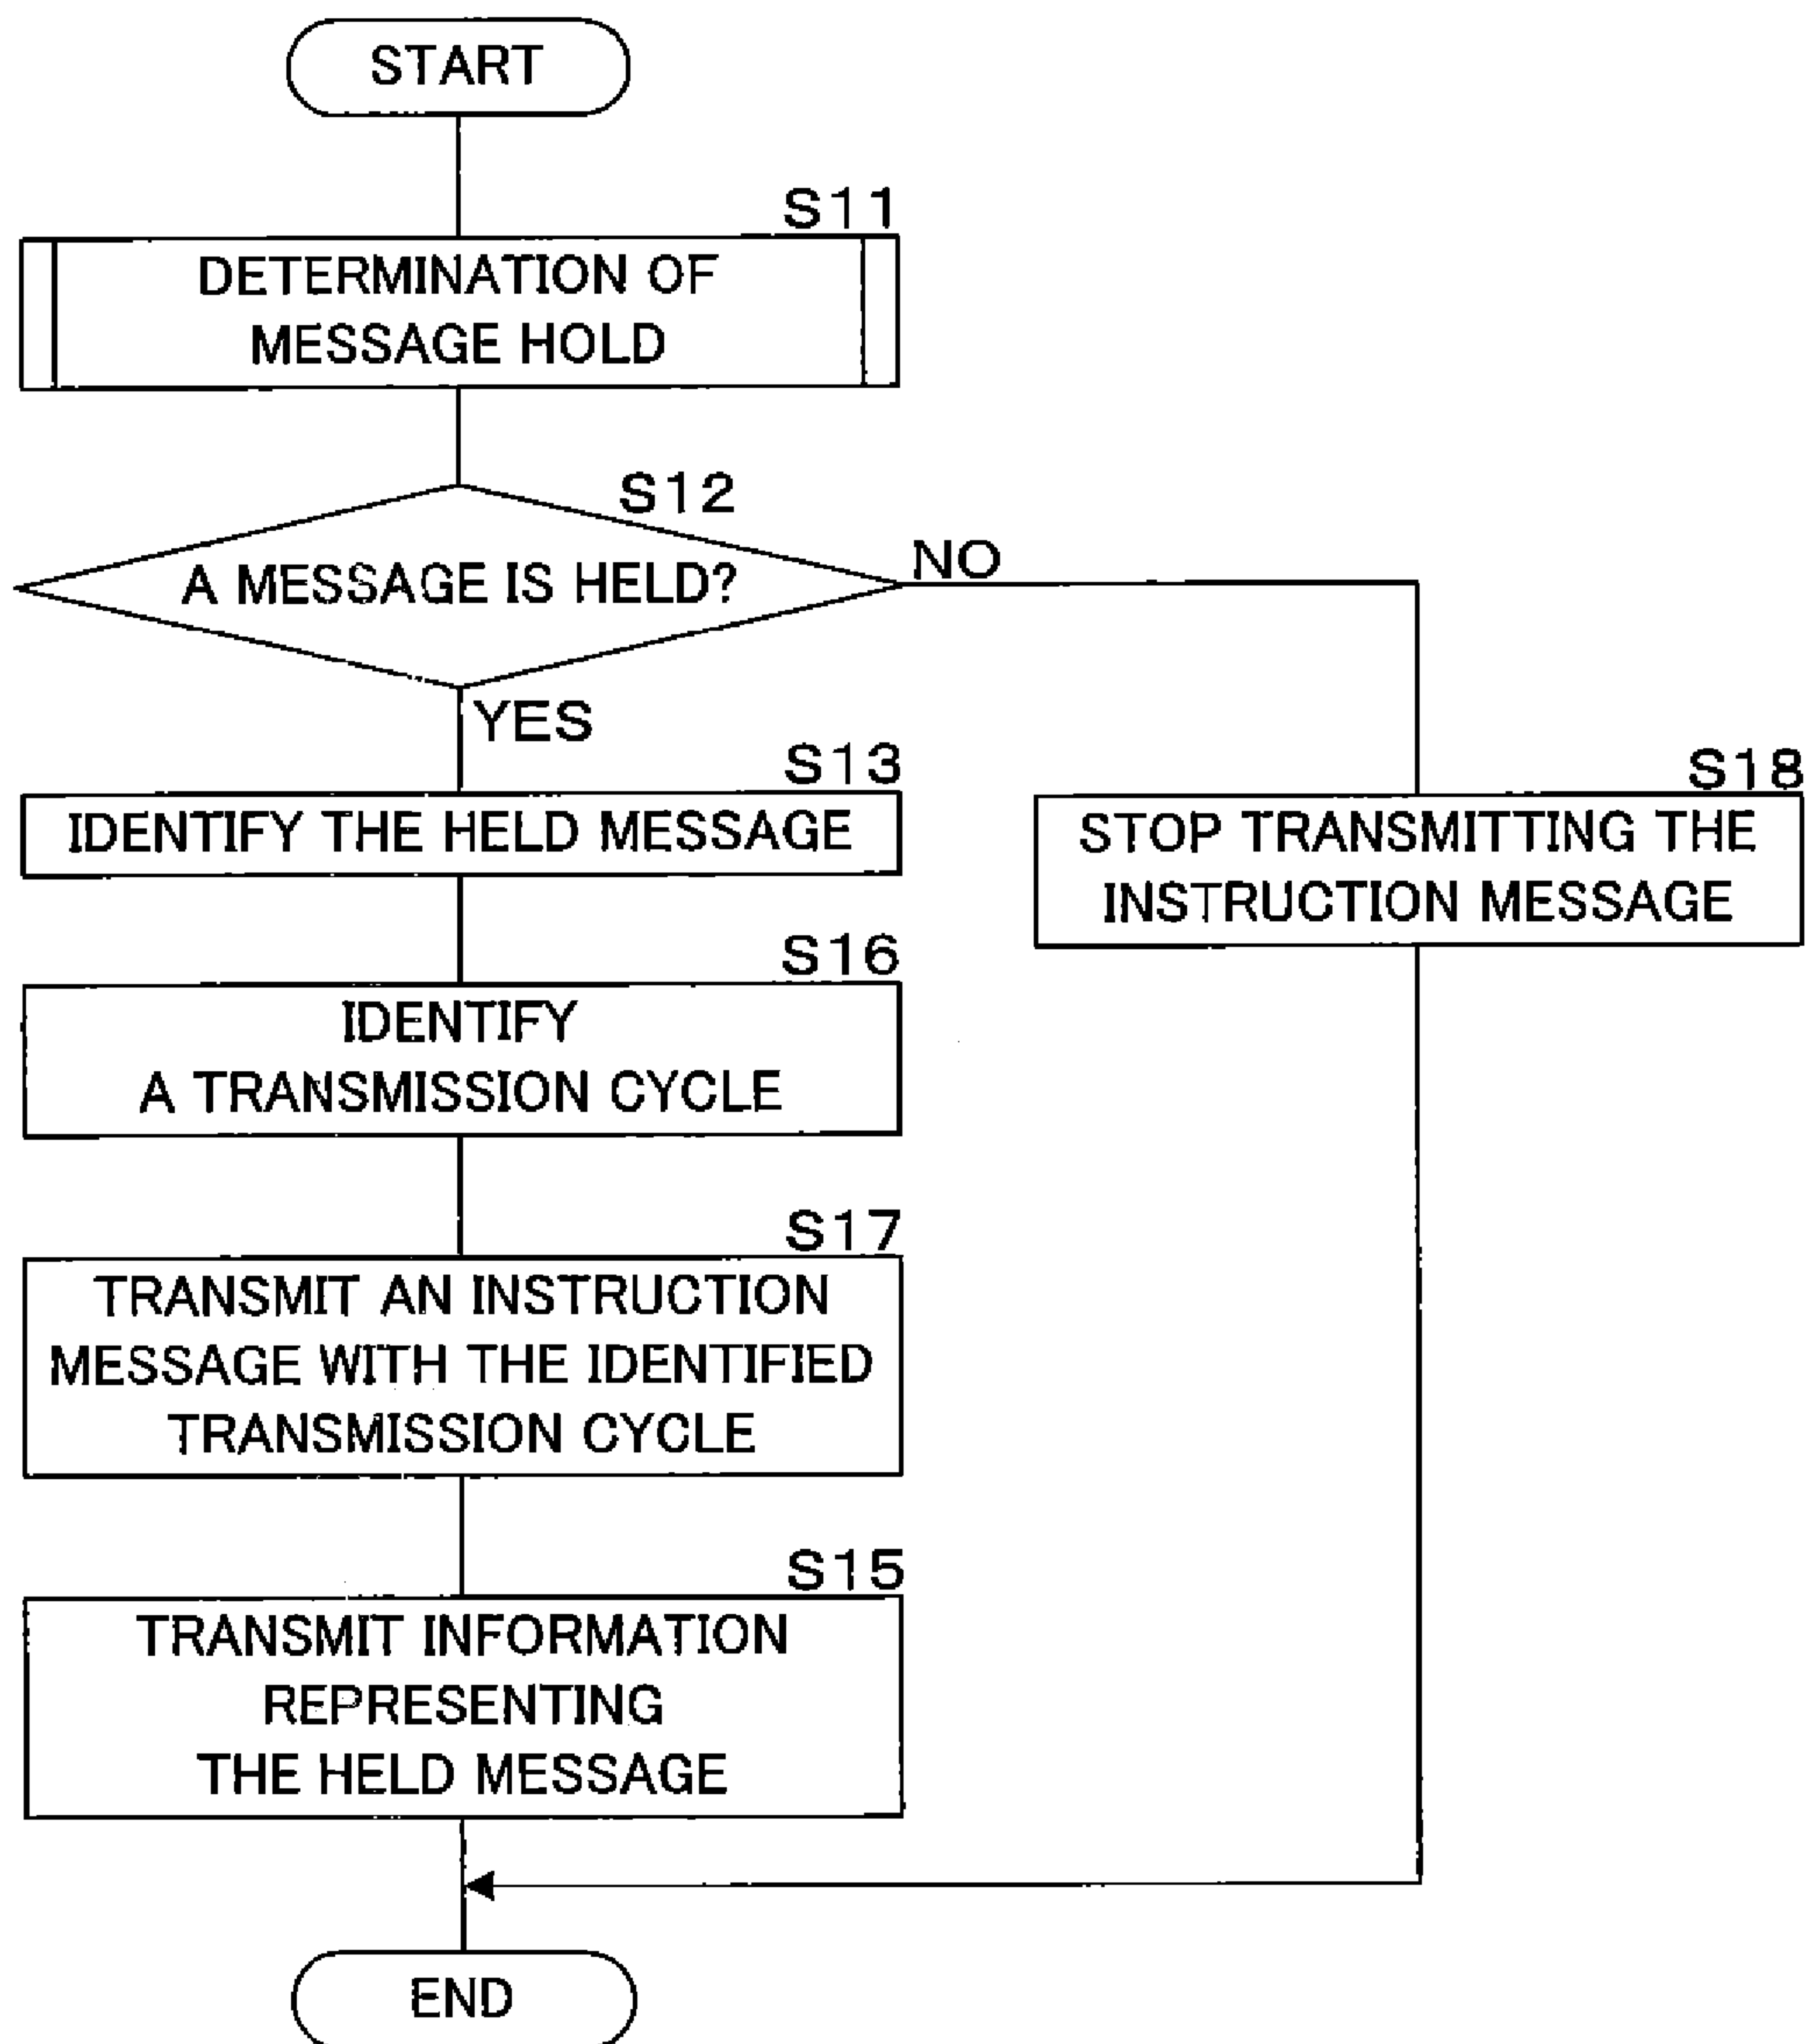 START
S11
DETERMINATION OF
MESSAGE HOLD
S12
A MESSAGE IS HELD?
NO
YES
S13
IDENTIFY THE HELD MESSAGE
S18
STOP TRANSMITTING THE
INSTRUCTION MESSAGE
S16
IDENTIFY
A TRANSMISSION CYCLE
S17
TRANSMIT AN INSTRUCTION
MESSAGE WITH THE IDENTIFIED
TRANSMISSION CYCLE
S15
TRANSMIT INFORMATION
REPRESENTING
THE HELD MESSAGE
END